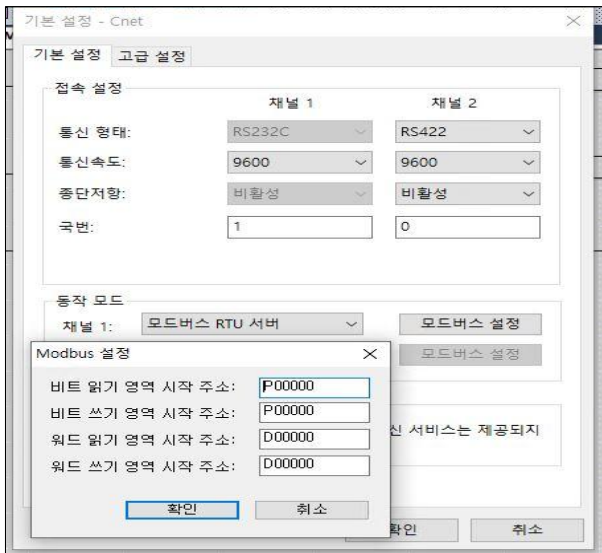 기본 설정 - Cnet
기본 설정 고급 설정
접속 설정
채널 1 채널 2
통신 형태: RS232C RS422
통신속도: 9600 9600
종단저항: 비활성 비활성
국번: 1 0
동작 모드
채널 1: 모드버스 RTU 서버 모드버스 설정
모드버스 설정
Modbus 설정
비트 읽기 영역 시작 주소: P00000
비트 쓰기 영역 시작 주소: P00000
신 서비스는 제공되지
워드 읽기 영역 시작 주소: D00000
워드 쓰기 영역 시작 주소: D00000
확인 취소
확인 취소